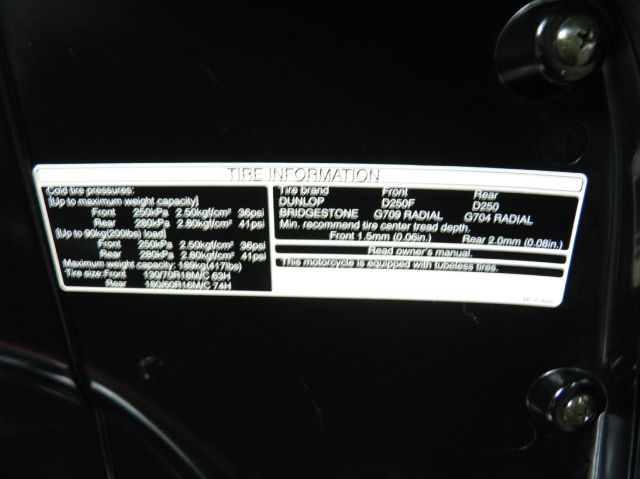 TIRE INFORMATION
Cold tire pressures:
[Up to maximum weight capacity]
Front 250kPa 2.50kgf/cm² 36psi
Rear 280kPa 2.80kgf/cm² 41psi
[Up to 90kg(200lbs) load]
Front 250kPa 2.50kgf/cm² 36psi
Rear 280kPa 2.80kgf/cm² 41psi
Maximum weight capacity: 189kg(417lbs)
Tire size:Front 130/70R18M/C 63H
Rear 180/60R16M/C 74H
Tire brand Front Rear
DUNLOP D250F D250
BRIDGESTONE G709 RADIAL G704 RADIAL
Min. recommend tire center tread depth.
Front 1.5mm (0.06in.) Rear 2.0mm (0.08in.)
Read owner's manual.
This motorcycle is equipped with tubeless tires.